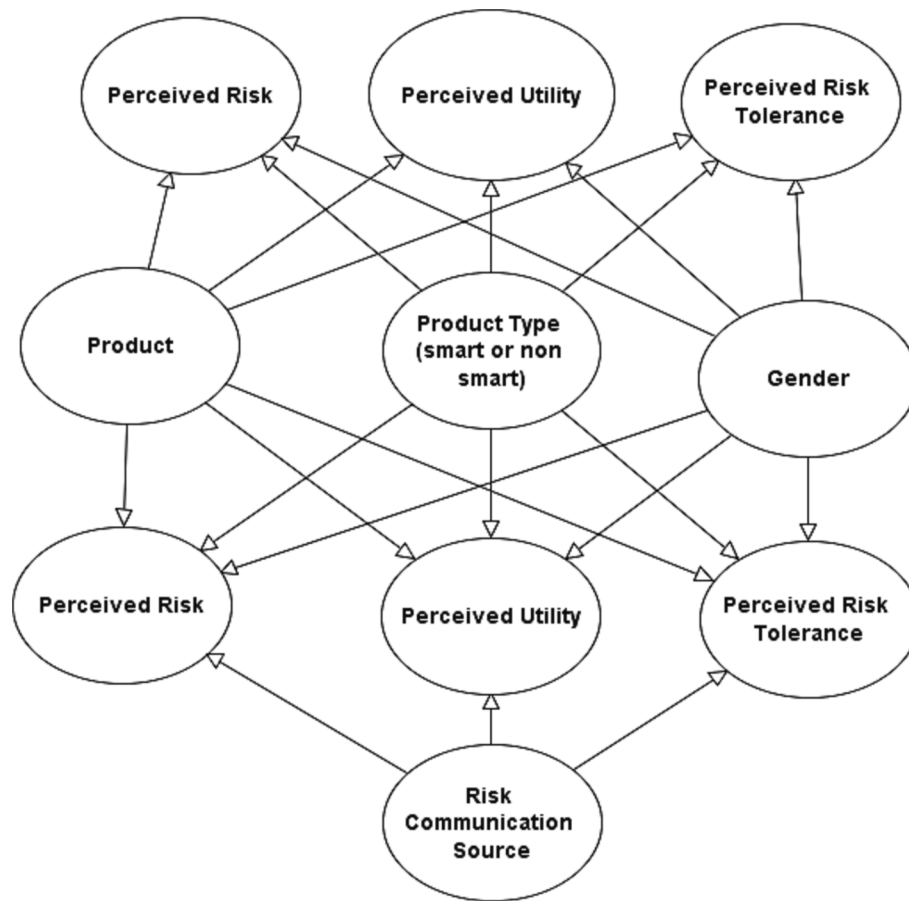 Perceived Risk
Perceived Utility
Perceived Risk
Tolerance
Product
Product Type
(smart or non
smart)
Gender
Perceived Risk
Perceived Utility
Perceived Risk
Tolerance
Risk
Communication
Source